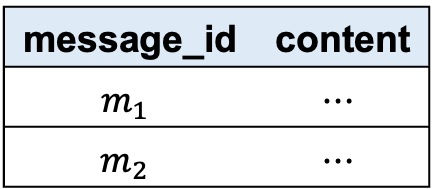 message_id content
m₁ ⋯
m₂ ⋯